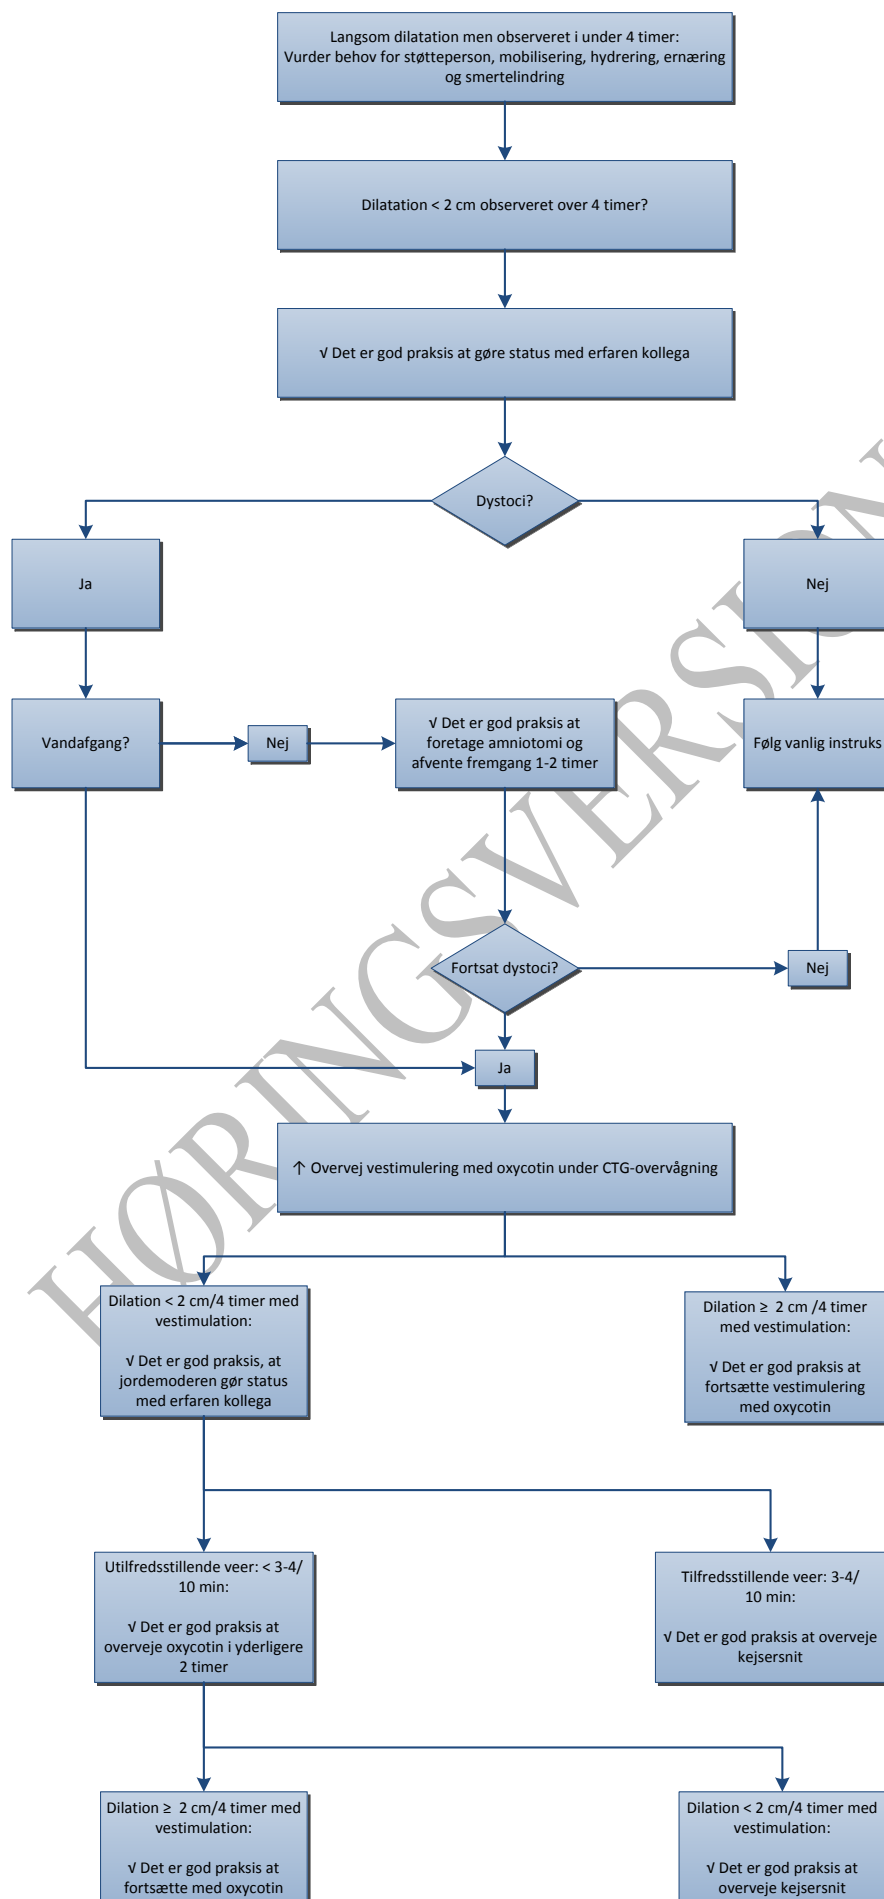 Langsom dilatation men observeret i under 4 timer:
Vurder behov for støtteperson, mobilisering, hydrering, ernæring
og smertelindring
Dilatation < 2 cm observeret over 4 timer?
√ Det er god praksis at gøre status med erfaren kollega
Dystoci?
Ja
Nej
Vandafgang?
Nej
√ Det er god praksis at
foretage amniotomi og
afvente fremgang 1-2 timer
Følg vanlig instruks
Fortsat dystoci?
Nej
Ja
↑ Overvej vestimulering med oxycotin under CTG-overvågning
Dilation < 2 cm/4 timer med
vestimulation:
√ Det er god praksis, at
jordemoderen gør status
med erfaren kollega
Dilation ≥ 2 cm /4 timer
med vestimulation:
√ Det er god praksis at
fortsætte vestimulering
med oxycotin
Utilfredsstillende veer: < 3-4/
10 min:
√ Det er god praksis at
overveje oxycotin i yderligere
2 timer
Tilfredsstillende veer: 3-4/
10 min:
√ Det er god praksis at overveje
kejsersnit
Dilation ≥ 2 cm/4 timer med
vestimulation:
√ Det er god praksis at
fortsætte med oxycotin
Dilation < 2 cm/4 timer med
vestimulation:
√ Det er god praksis at
overveje kejsersnit
HØRINGSVERSION